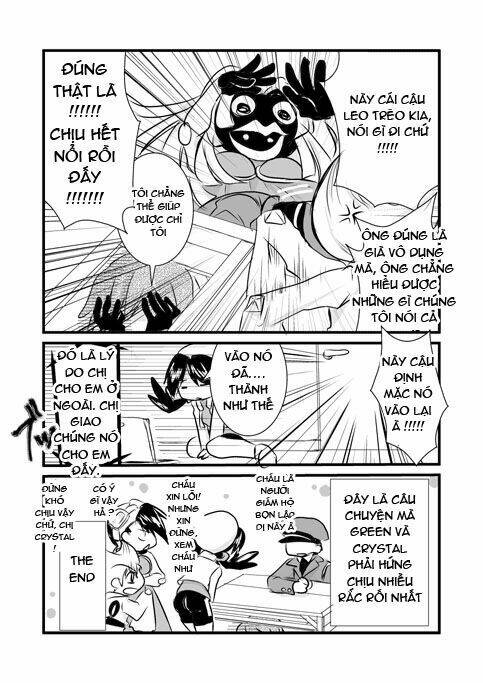 NÀY CÁI CẬU
LEO TRÈO KIA,
NÓI GÌ ĐI CHỨ
!!!!!
ĐÚNG
THẬT LÀ
!!!!!!
CHỊU HẾT
NỔI RỒI
ĐẤY
!!!!!!!
TÔI CHẲNG
THỂ GIÚP
ĐƯỢC CHỊ
TÔI
ÔNG ĐÚNG LÀ
GIÀ VÔ DỤNG
MÀ, ÔNG CHẲNG
HIỂU ĐƯỢC
NHỮNG GÌ CHÚNG
TÔI NÓI CẢ
NÀY CẬU
ĐỊNH
MẶC NÓ
VÀO LẠI
À !!!!!
VÀO NÓ
ĐÃ....
THÀNH
NHƯ THẾ
ĐÓ LÀ LÝ
DO CHỊ
CHO EM Ở
NGOÀI. CHỊ
GIAO
CHÚNG NÓ
CHO EM ĐẤY.
ĐÂY LÀ CÂU
CHUYỆN MÀ
GREEN VÀ
CRYSTAL
PHẢI HỨNG
CHỊU NHIỀU
RẮC RỐI NHẤT
CHÁU LÀ
NGƯỜI
GIÁM HỘ
BỌN LẬP
DỊ NÀY À
CHÁU
XIN LỖI!
NHƯNG
XIN
ĐỪNG
XEM
CHÁU
NHƯ
CÓ Ý
GÌ VẬY
HẢ ?
ĐỪNG
KHÓ
CHỊU VẬY
CHỨ, CHỊ
CRYSTAL
!
THE
END